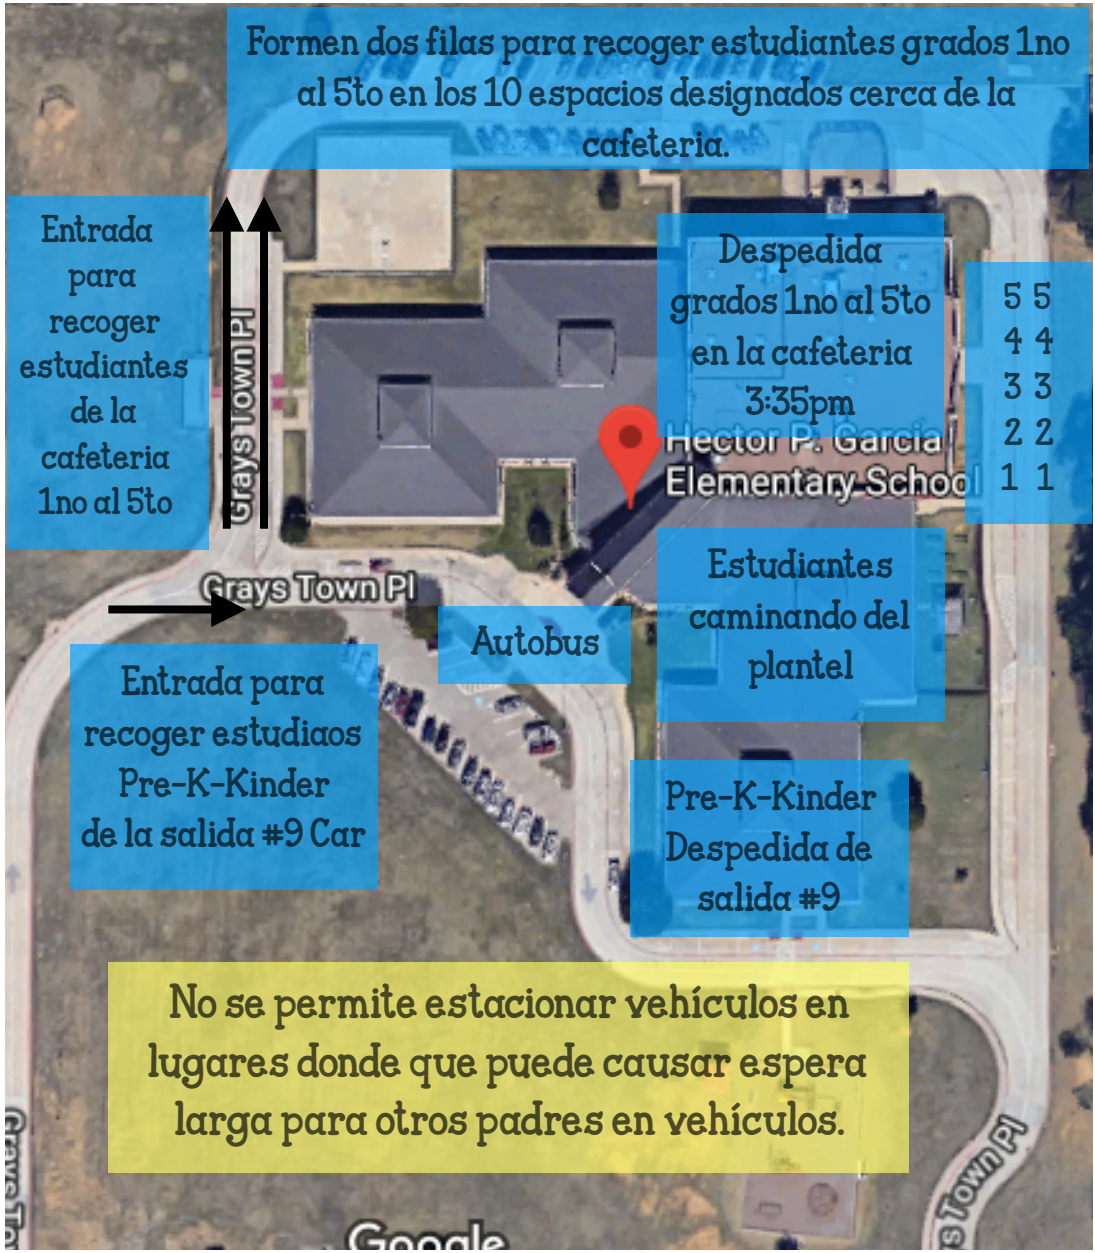 Formen dos filas para recoger estudiantes grados 1no
al 5to en los 10 espacios designados cerca de la
cafeteria.
Entrada
para
recoger
estudiantes
de la
cafeteria
1no al 5to
Grays Town Pl
Despedida
grados 1no al 5to
en la cafeteria
3:35pm
Hector P. Garcia
Elementary School
5 5
4 4
3 3
2 2
1 1
Grays Town Pl
Estudiantes
caminando del
plantel
Autobus
Entrada para
recoger estudiaos
Pre-K-Kinder
de la salida #9 Car
Pre-K-Kinder
Despedida de
salida #9
No se permite estacionar vehículos en
lugares donde que puede causar espera
larga para otros padres en vehículos.
Grays To
s Town Pl
Google